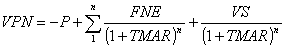 VPN = −P + \sum_{1}^{n} \frac{FNE}{(1+TMAR)^n} + \frac{VS}{(1+TMAR)^n}